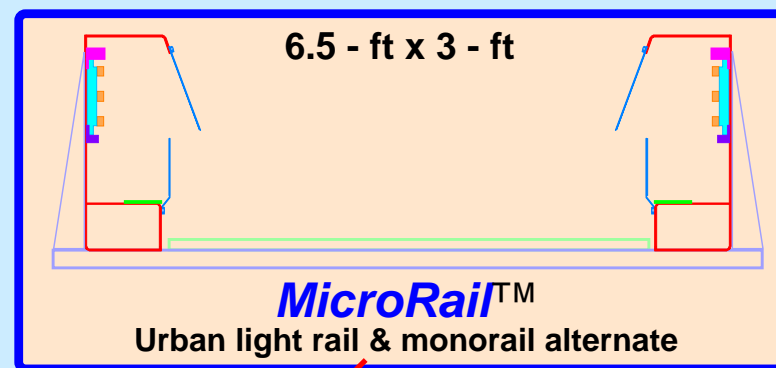 6.5 - ft x 3 - ft
MicroRail™
Urban light rail & monorail alternate